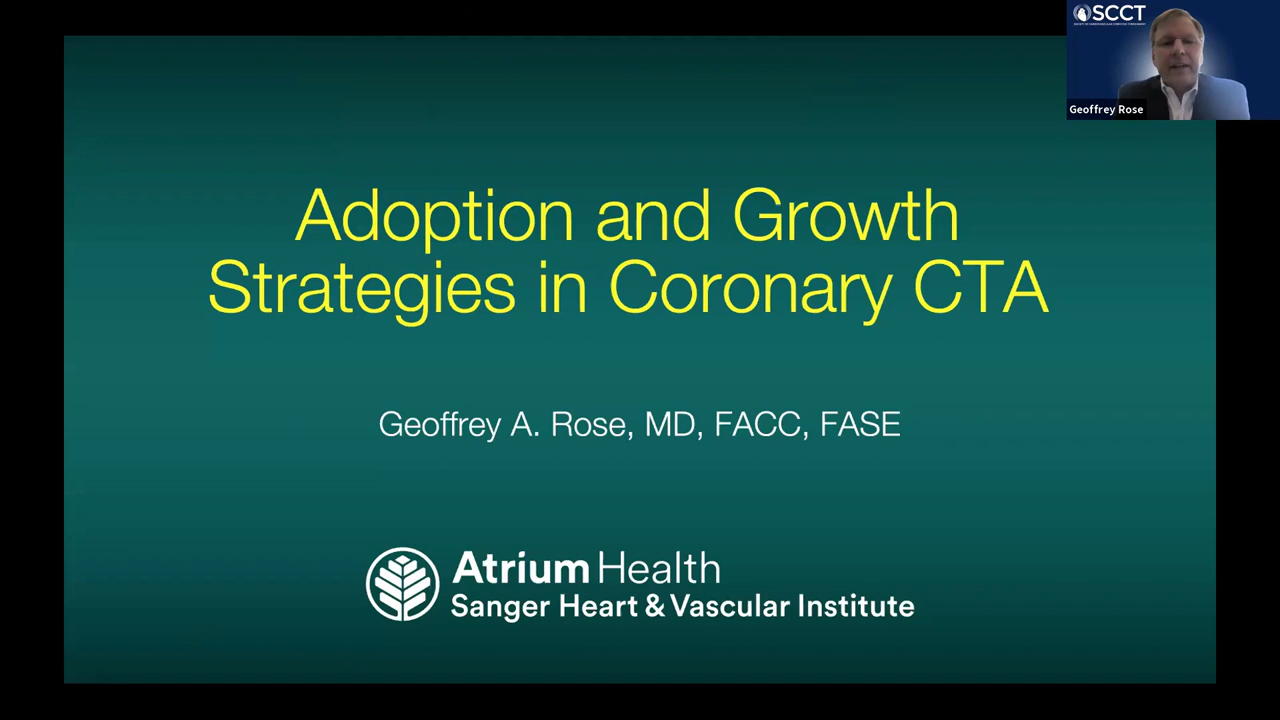 SCCT
Geoffrey Rose
Adoption and Growth
Strategies in Coronary CTA
Geoffrey A. Rose, MD, FACC, FASE
Atrium Health
Sanger Heart & Vascular Institute